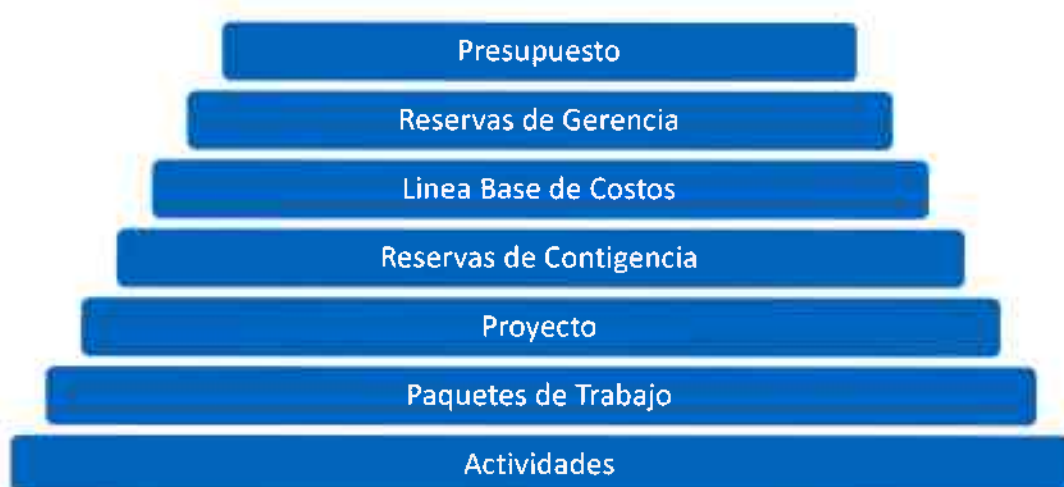 Presupuesto
Reservas de Gerencia
Linea Base de Costos
Reservas de Contigencia
Proyecto
Paquetes de Trabajo
Actividades